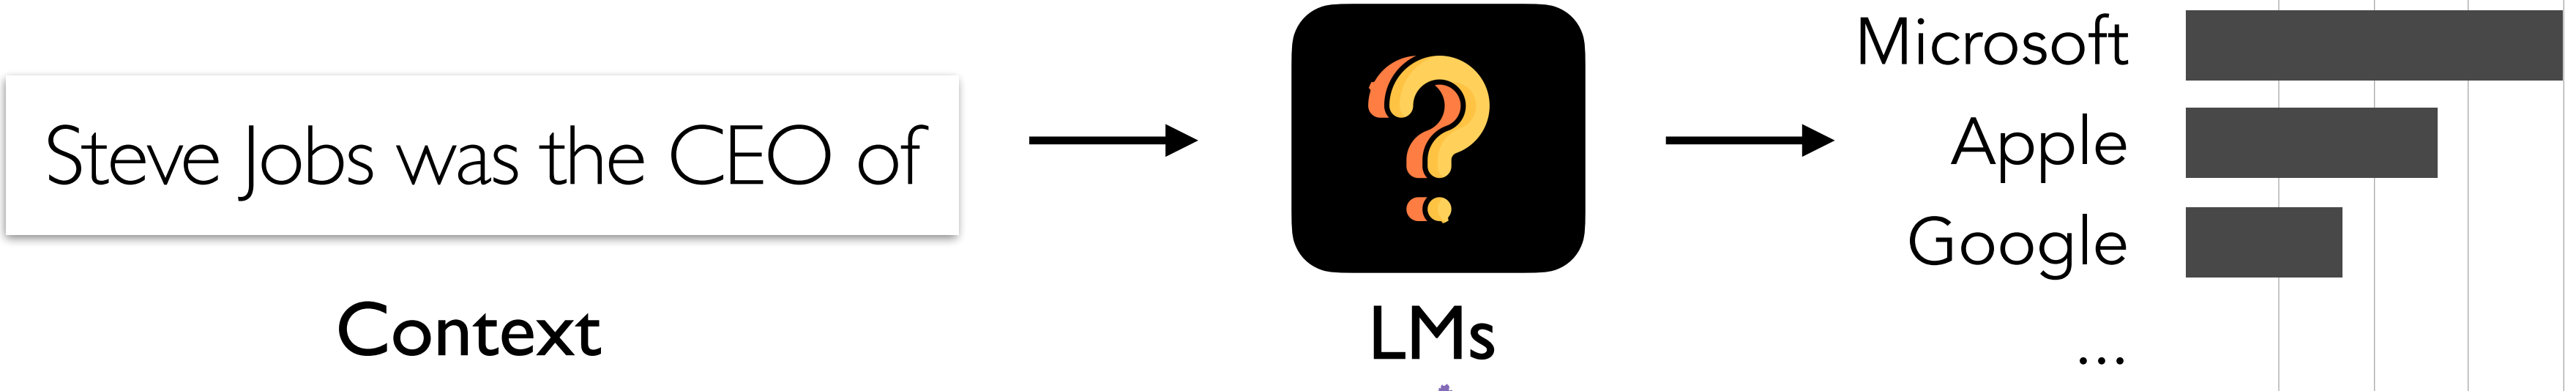 Steve Jobs was the CEO of
Context
LMs
Microsoft
Apple
Google
...